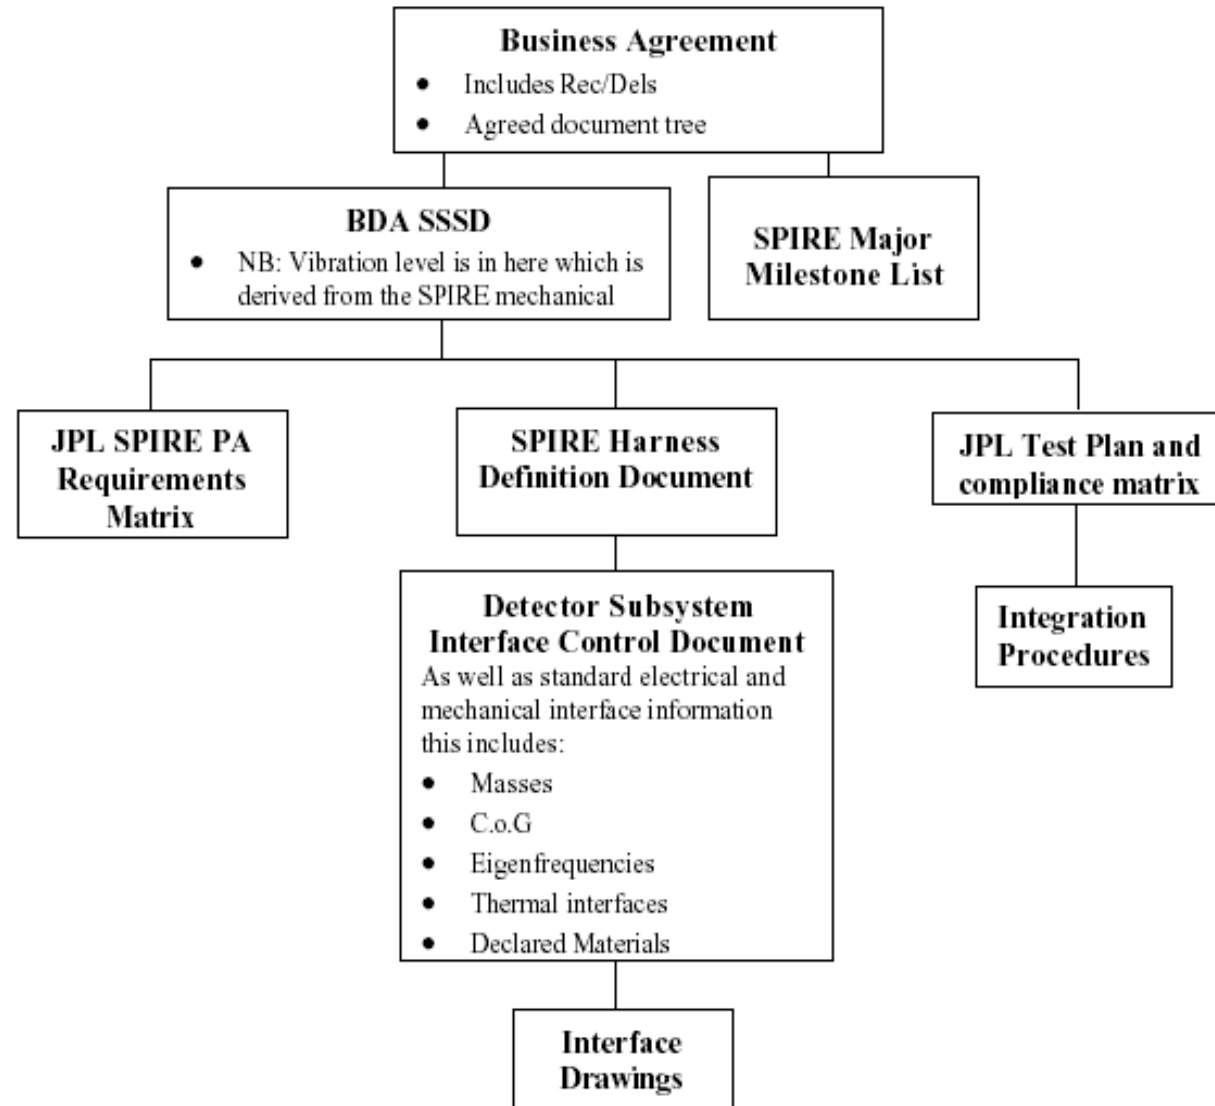 Business Agreement
● Includes Rec/Dels
● Agreed document tree
BDA SSSD
● NB: Vibration level is in here which is
derived from the SPIRE mechanical
SPIRE Major
Milestone List
JPL SPIRE PA
Requirements
Matrix
SPIRE Harness
Definition Document
JPL Test Plan and
compliance matrix
Detector Subsystem
Interface Control Document
As well as standard electrical and
mechanical interface information
this includes:
● Masses
● C.o.G
● Eigenfrequencies
● Thermal interfaces
● Declared Materials
Integration
Procedures
Interface
Drawings